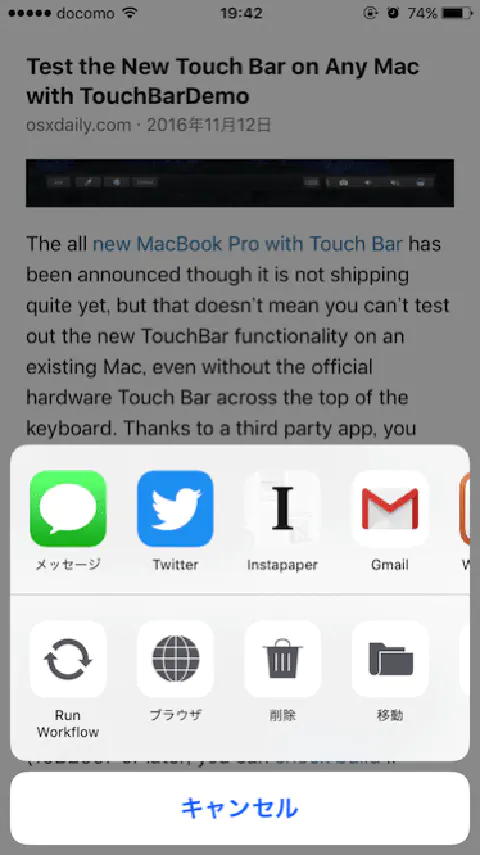 docomo 19:42 74%
Test the New Touch Bar on Any Mac
with TouchBarDemo
osxdaily.com · 2016年11月12日
The all new MacBook Pro with Touch Bar has
been announced though it is not shipping
quite yet, but that doesn't mean you can't test
out the new TouchBar functionality on an
existing Mac, even without the official
hardware Touch Bar across the top of the
keyboard. Thanks to a third party app, you
メッセージ Twitter Instapaper Gmail
Run
Workflow ブラウザ 削除 移動
キャンセル